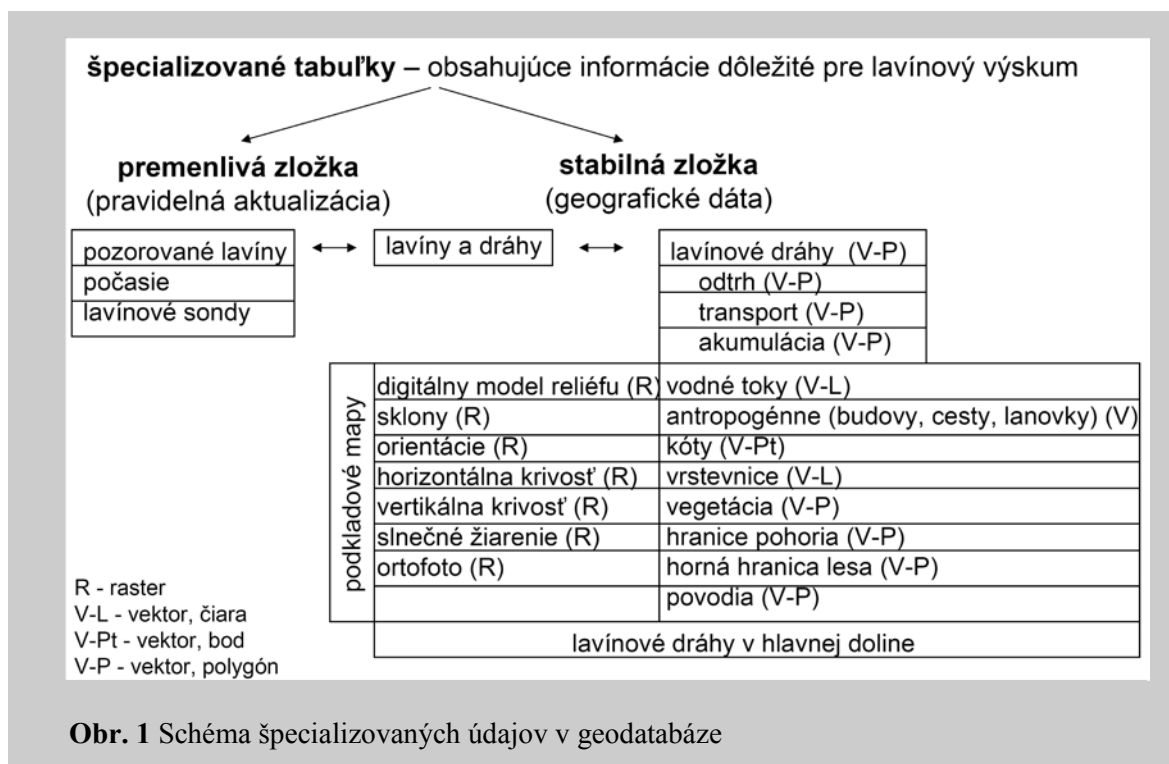 špecializované tabuľky – obsahujúce informácie dôležité pre lavínový výskum
premenlivá zložka
(pravidelná aktualizácia)
stabilná zložka
(geografické dáta)
pozorované lavíny
počasie
lavínové sondy
lavíny a dráhy
lavínové dráhy (V-P)
odtrh (V-P)
transport (V-P)
akumulácia (V-P)
podkladové mapy
digitálny model reliéfu (R)
sklony (R)
orientácie (R)
horizontálna krivosť (R)
vertikálna krivosť (R)
slnečné žiarenie (R)
ortofoto (R)
vodné toky (V-L)
antropogénne (budovy, cesty, lanovky) (V)
kóty (V-Pt)
vrstevnice (V-L)
vegetácia (V-P)
hranice pohoria (V-P)
horná hranica lesa (V-P)
povodia (V-P)
lavínové dráhy v hlavnej doline
R - raster
V-L - vektor, čiara
V-Pt - vektor, bod
V-P - vektor, polygón
Obr. 1 Schéma špecializovaných údajov v geodatabáze